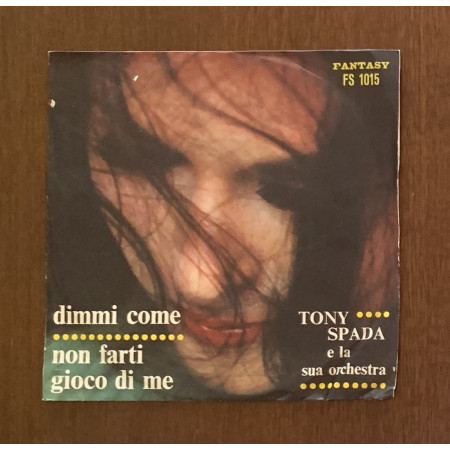 FANTASY
FS 1015
dimmi come
non farti
gioco di me
TONY
SPADA
e la
sua orchestra